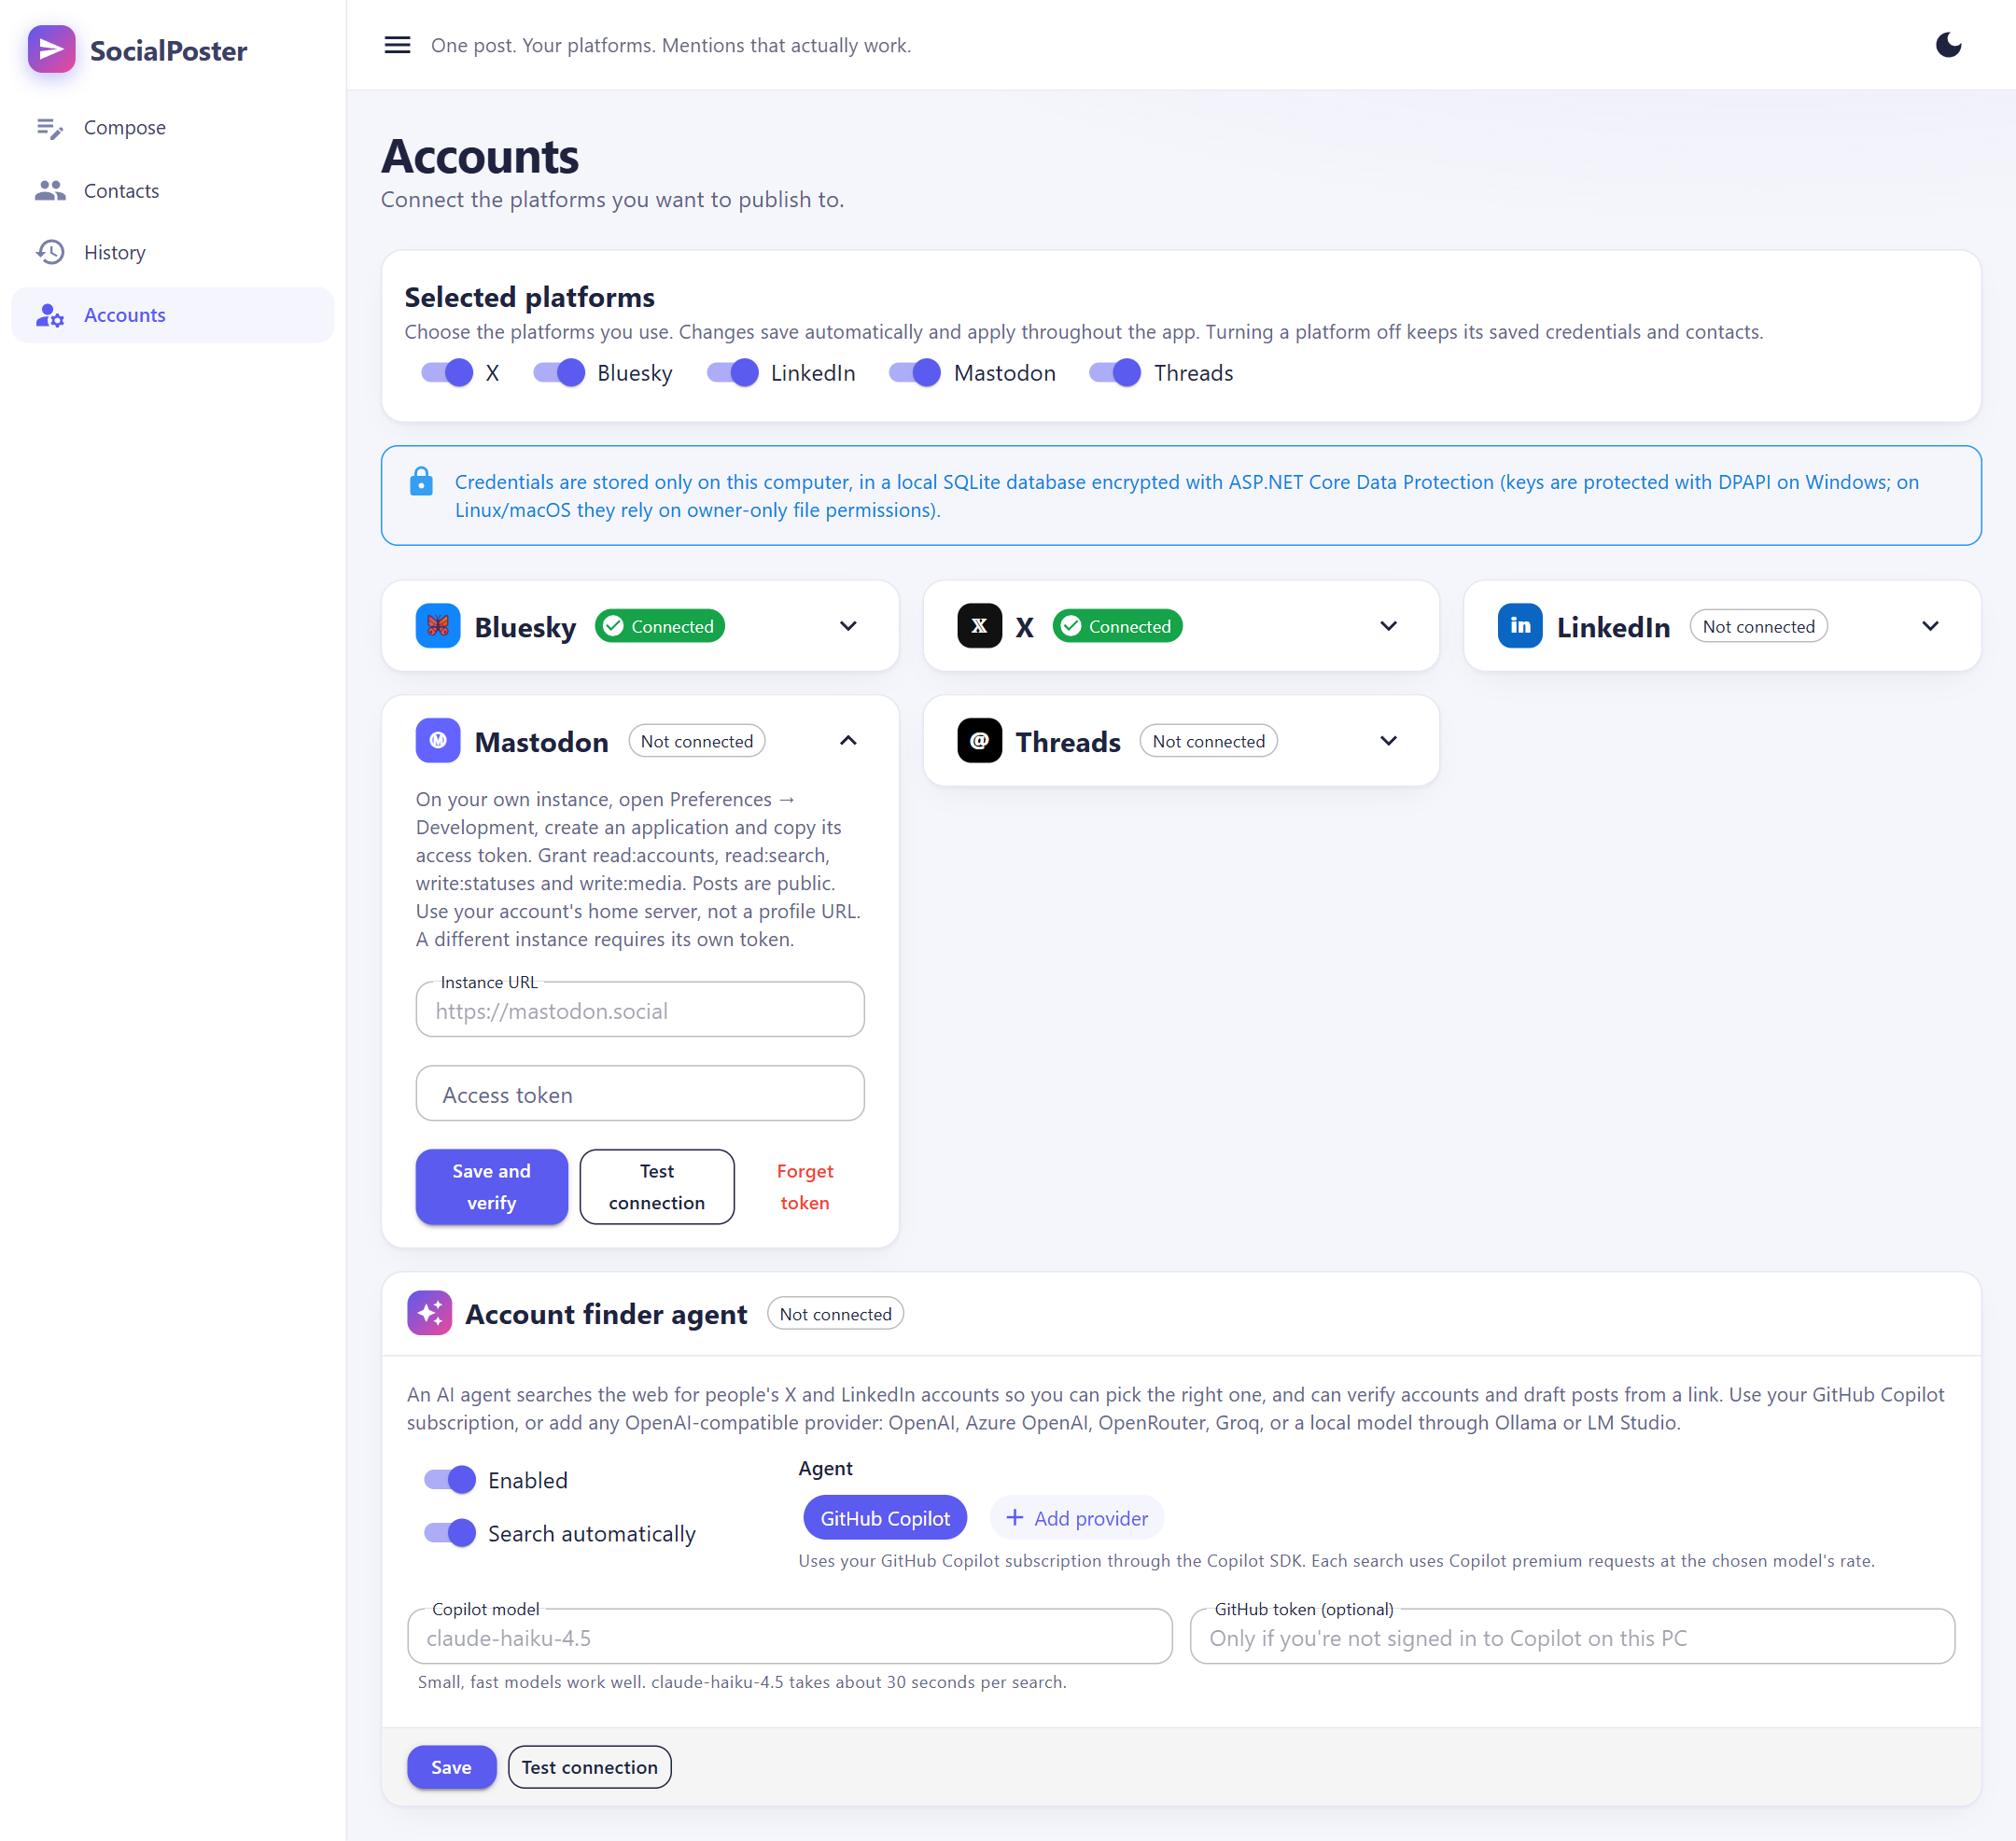 SocialPoster
Compose
Contacts
History
Accounts
One post. Your platforms. Mentions that actually work.
Accounts
Connect the platforms you want to publish to.
Selected platforms
Choose the platforms you use. Changes save automatically and apply throughout the app. Turning a platform off keeps its saved credentials and contacts.
X
Bluesky
LinkedIn
Mastodon
Threads
Credentials are stored only on this computer, in a local SQLite database encrypted with ASP.NET Core Data Protection (keys are protected with DPAPI on Windows; on
Linux/macOS they rely on owner-only file permissions).
Bluesky
Connected
𝕏
X
Connected
in
LinkedIn
Not connected
Ⓜ
Mastodon
Not connected
On your own instance, open Preferences →
Development, create an application and copy its
access token. Grant read:accounts, read:search,
write:statuses and write:media. Posts are public.
Use your account's home server, not a profile URL.
A different instance requires its own token.
Instance URL
https://mastodon.social
Access token
Save and
verify
Test
connection
Forget
token
@
Threads
Not connected
Account finder agent
Not connected
An AI agent searches the web for people's X and LinkedIn accounts so you can pick the right one, and can verify accounts and draft posts from a link. Use your GitHub Copilot
subscription, or add any OpenAI-compatible provider: OpenAI, Azure OpenAI, OpenRouter, Groq, or a local model through Ollama or LM Studio.
Enabled
Search automatically
Agent
GitHub Copilot
+ Add provider
Uses your GitHub Copilot subscription through the Copilot SDK. Each search uses Copilot premium requests at the chosen model's rate.
Copilot model
claude-haiku-4.5
Small, fast models work well. claude-haiku-4.5 takes about 30 seconds per search.
GitHub token (optional)
Only if you're not signed in to Copilot on this PC
Save
Test connection